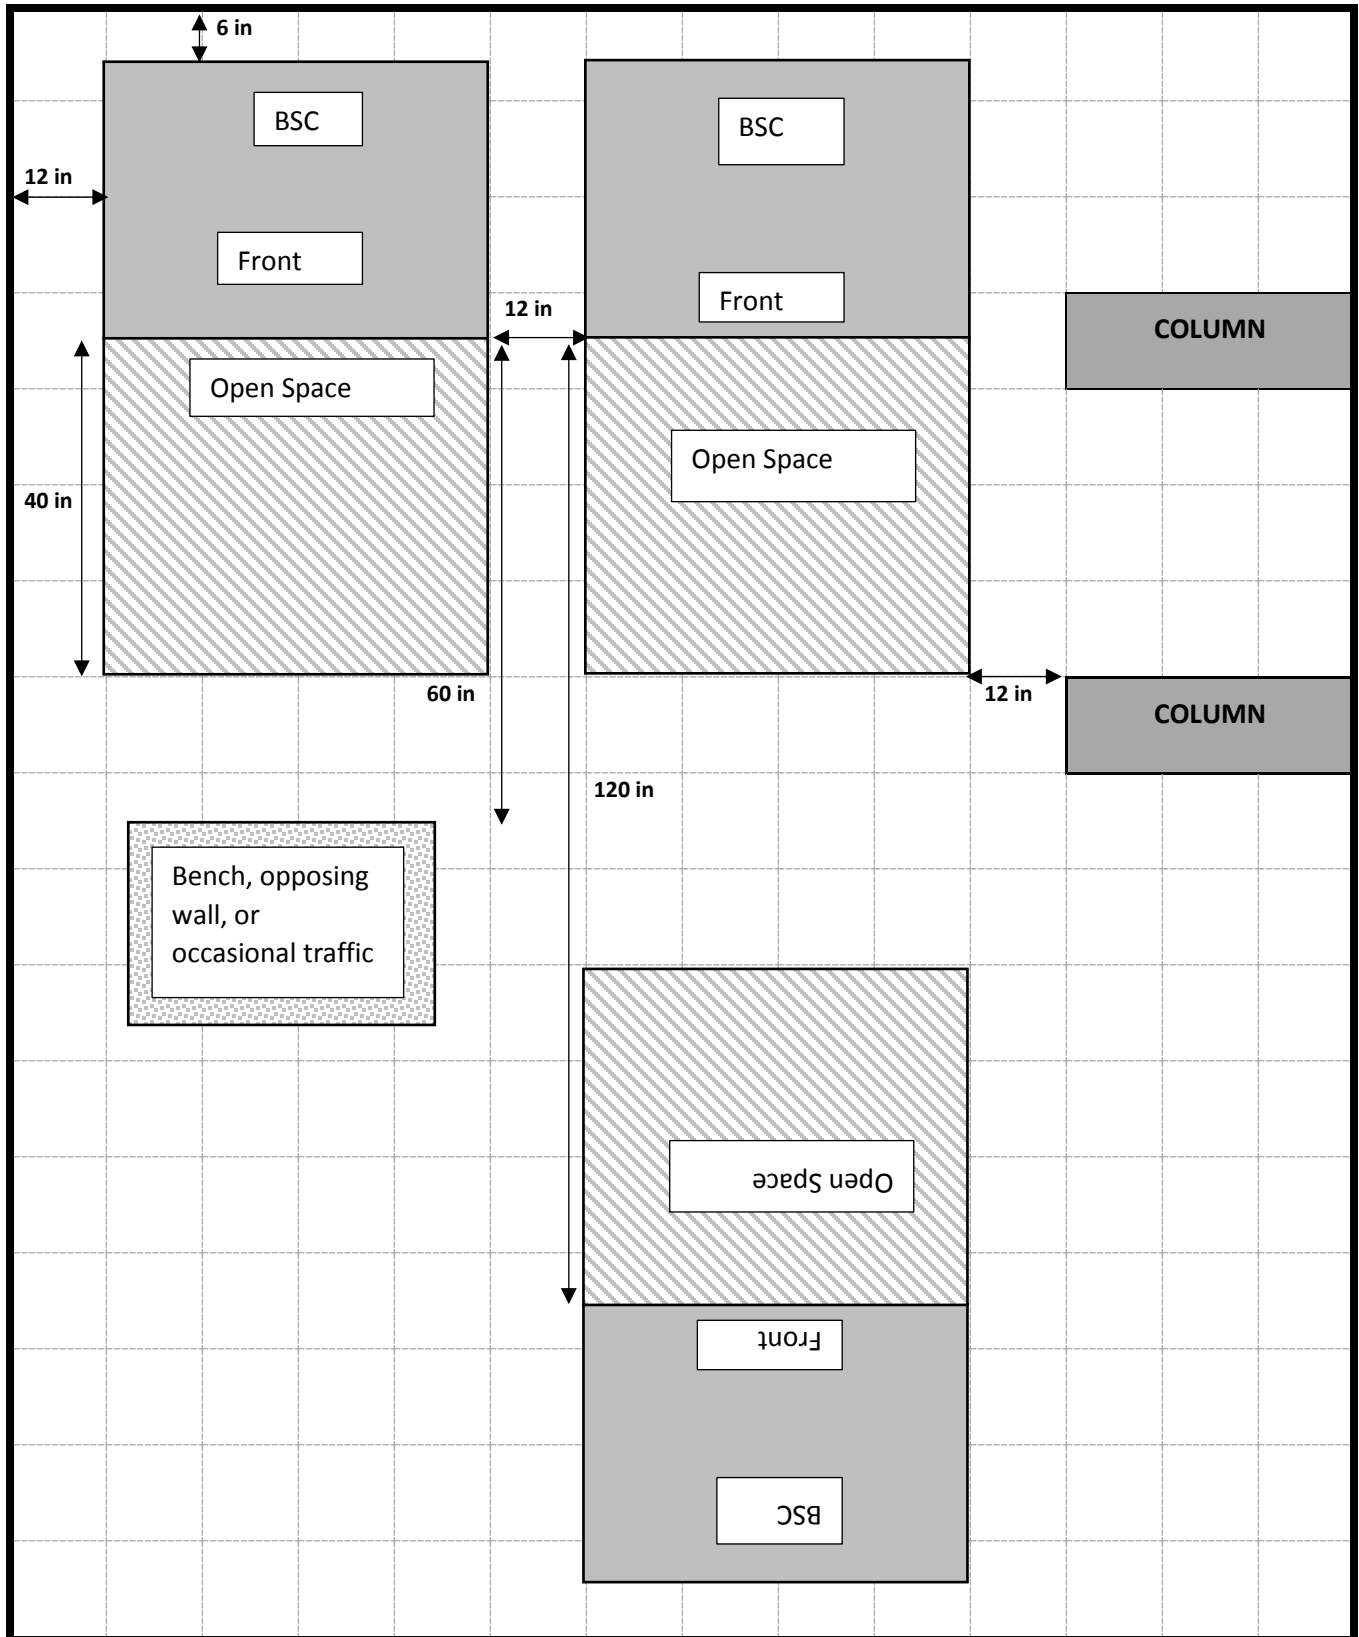 6 in
BSC
BSC
12 in
Front
Front
12 in
COLUMN
Open Space
Open Space
40 in
60 in
12 in
COLUMN
120 in
Bench, opposing
wall, or
occasional traffic
Open Space
Front
BSC